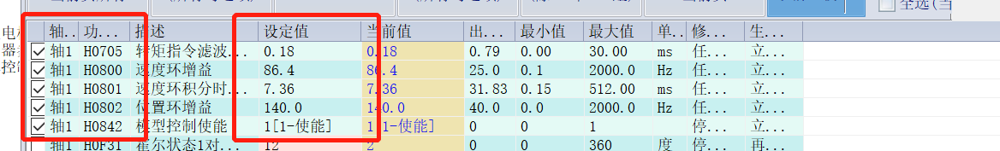 全选(当
轴.. 功... 描述 设定值 当前值 出... 最小值 最大值 单.. 修... 生...
轴1 H0705 转矩指令滤波... 0.18 0.18 0.79 0.00 30.00 ms 任... 立...
轴1 H0800 速度环增益 86.4 86.4 25.0 0.1 2000.0 Hz 任... 立...
轴1 H0801 速度环积分时... 7.36 7.36 31.83 0.15 512.00 ms 任... 立...
轴1 H0802 位置环增益 140.0 140.0 40.0 0.0 2000.0 Hz 任... 立...
轴1 H0842 模型控制使能 1[1-使能] 1[1-使能] 0 0 1 停... 立...
轴1 H0F31 霍尔状态1对... 12 2 0 0 360 度 停... 再...